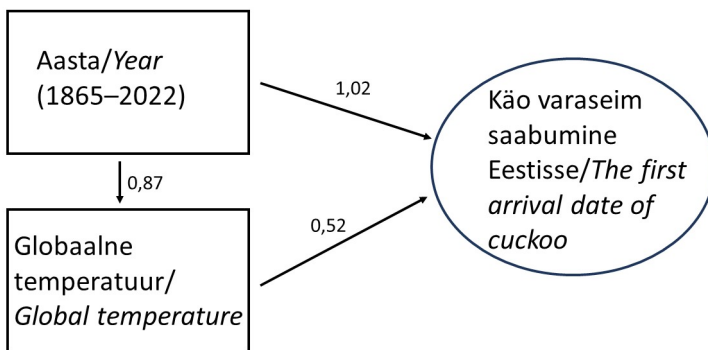 Aasta/Year
(1865–2022)
1,02
0,87
Globaalne
temperatuur/
Global temperature
0,52
Käo varaseim
saabumine
Eestisse/The first
arrival date of
cuckoo